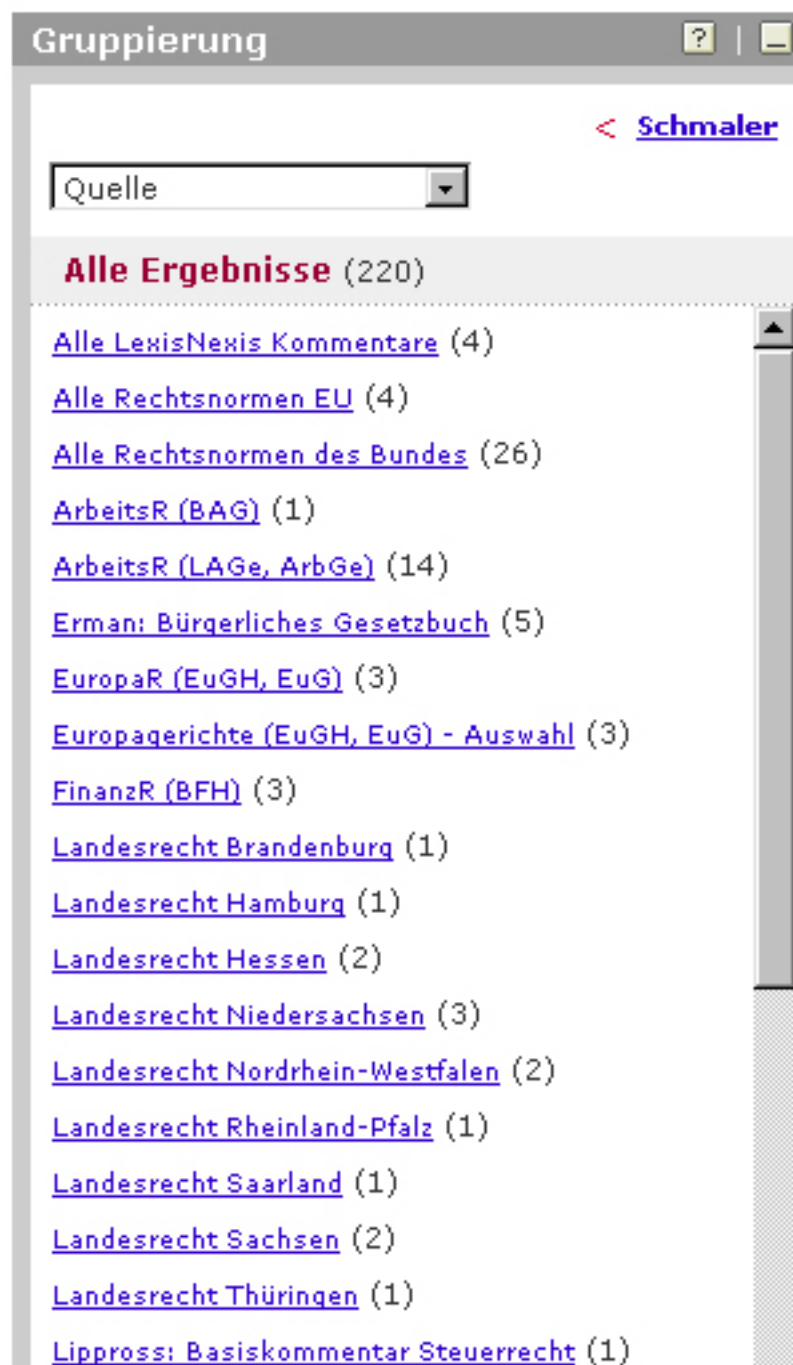 Gruppierung ? | _
< Schmaler
Quelle
Alle Ergebnisse (220)
Alle LexisNexis Kommentare (4)
Alle Rechtsnormen EU (4)
Alle Rechtsnormen des Bundes (26)
ArbeitsR (BAG) (1)
ArbeitsR (LAGe, ArbGe) (14)
Erman: Bürgerliches Gesetzbuch (5)
EuropaR (EuGH, EuG) (3)
Europagerichte (EuGH, EuG) - Auswahl (3)
FinanzR (BFH) (3)
Landesrecht Brandenburg (1)
Landesrecht Hamburg (1)
Landesrecht Hessen (2)
Landesrecht Niedersachsen (3)
Landesrecht Nordrhein-Westfalen (2)
Landesrecht Rheinland-Pfalz (1)
Landesrecht Saarland (1)
Landesrecht Sachsen (2)
Landesrecht Thüringen (1)
Lippross: Basiskommentar Steuerrecht (1)